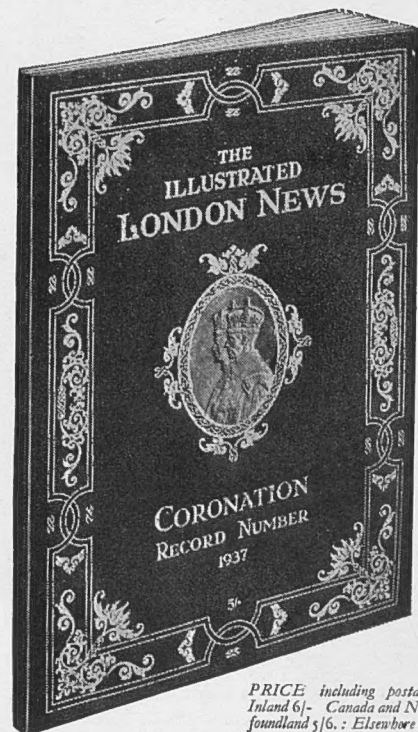 THE
ILLUSTRATED
LONDON NEWS
CORONATION
RECORD NUMBER
1937
5/-
PRICE including posta
Inland 6/- Canada and N
foundland 5/6. : Elsewhere